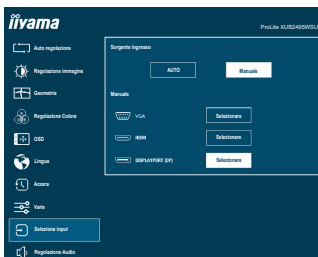 iiyama
ProLite XUB2495WSU
Auto regolazione
Regolazione immagine
Geometria
Regolazione Colore
OSD
Lingua
Azzera
Varie
Seleziona input
Regolazione Audio
Sorgente ingresso
AUTO
Manuale
Manuale
VGA
Selezionare
HDMI
Selezionare
DISPLAYPORT (DP)
Selezionare